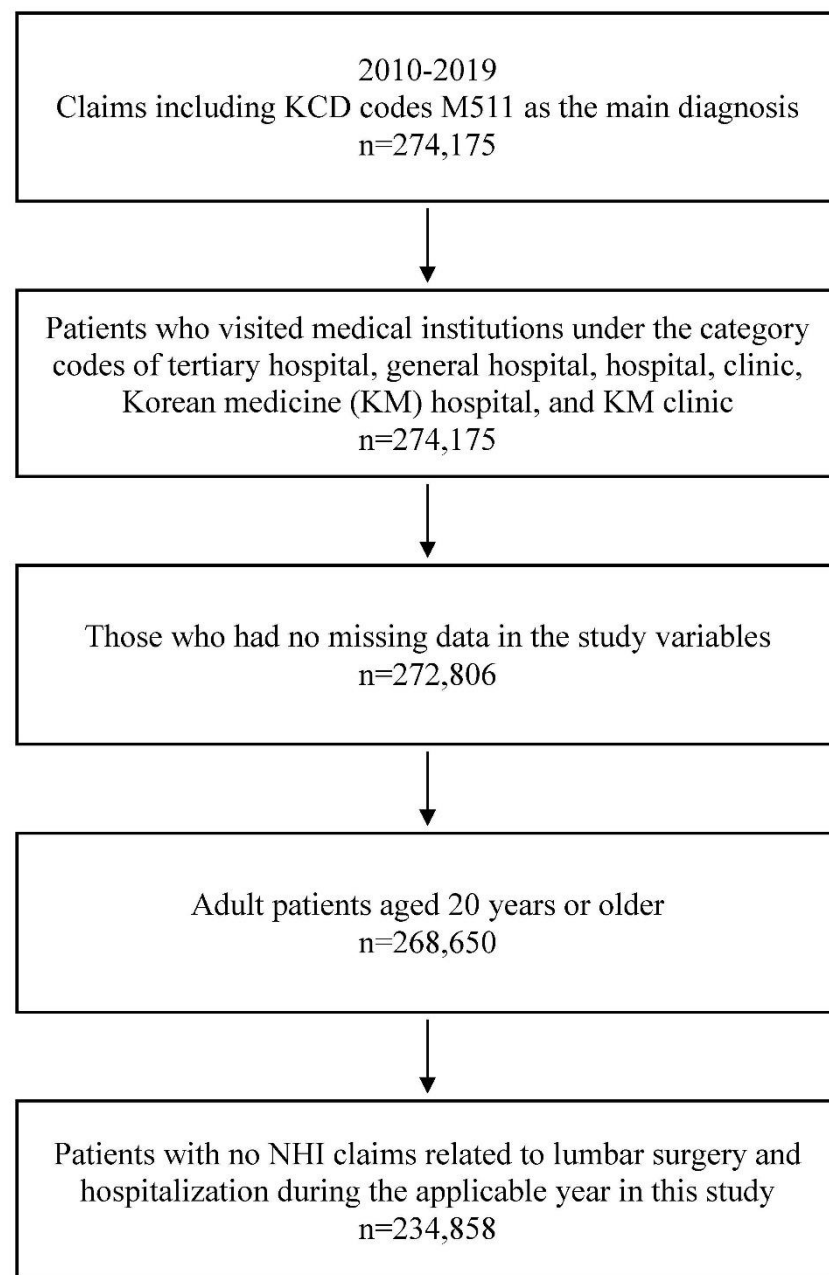 2010-2019
Claims including KCD codes M511 as the main diagnosis
n=274,175
Patients who visited medical institutions under the category
codes of tertiary hospital, general hospital, hospital, clinic,
Korean medicine (KM) hospital, and KM clinic
n=274,175
Those who had no missing data in the study variables
n=272,806
Adult patients aged 20 years or older
n=268,650
Patients with no NHI claims related to lumbar surgery and
hospitalization during the applicable year in this study
n=234,858